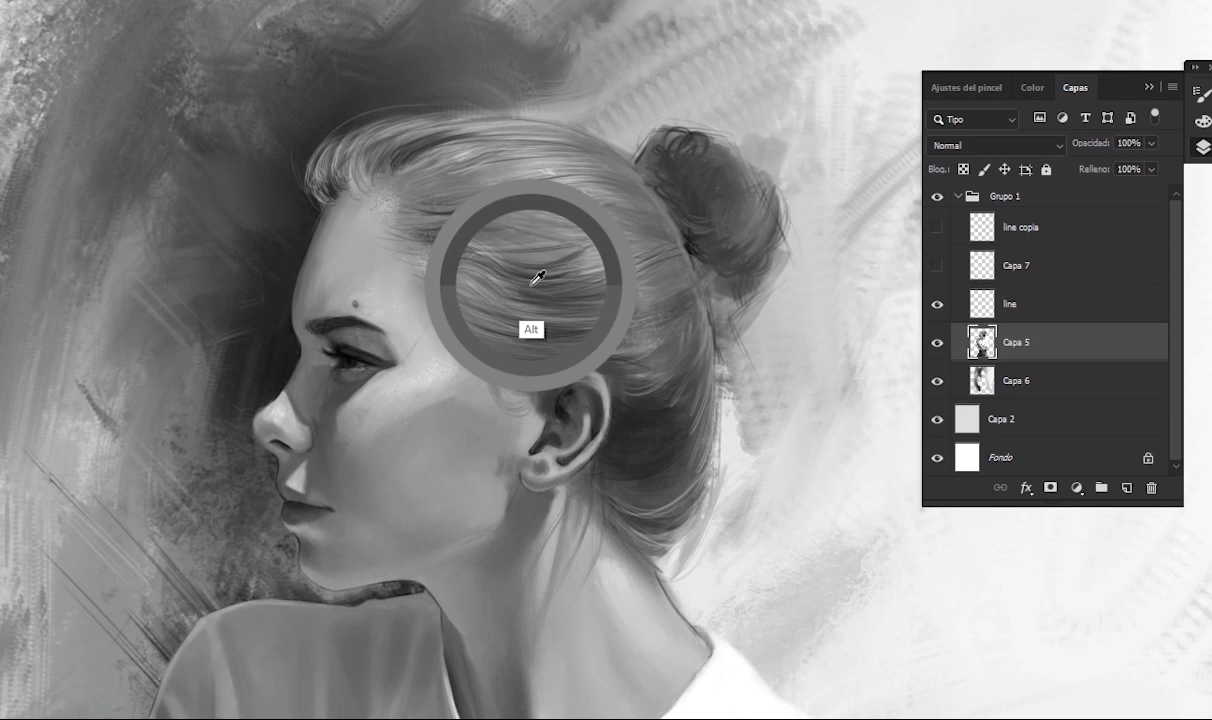 Ajustes del pincel Color Capas
Tipo
Normal Opacidad: 100%
Bloq.: Relleno: 100%
Grupo 1
line copia
Capa 7
line
Capa 5
Capa 6
Capa 2
Fondo
fx
Alt